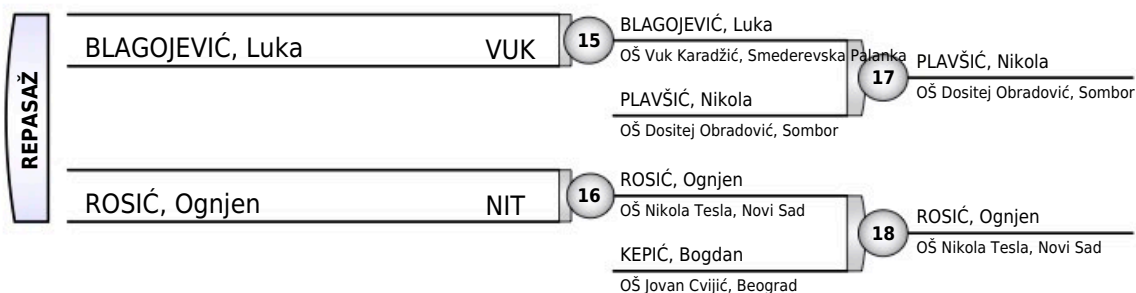 REPASAŽ
BLAGOJEVIĆ, Luka VUK
15
BLAGOJEVIĆ, Luka
OŠ Vuk Karadžić, Smederevska Palanka
PLAVŠIĆ, Nikola
OŠ Dositej Obradović, Sombor
17
PLAVŠIĆ, Nikola
OŠ Dositej Obradović, Sombor
ROSIĆ, Ognjen NIT
16
ROSIĆ, Ognjen
OŠ Nikola Tesla, Novi Sad
KEPIĆ, Bogdan
OŠ Jovan Cvijić, Beograd
18
ROSIĆ, Ognjen
OŠ Nikola Tesla, Novi Sad